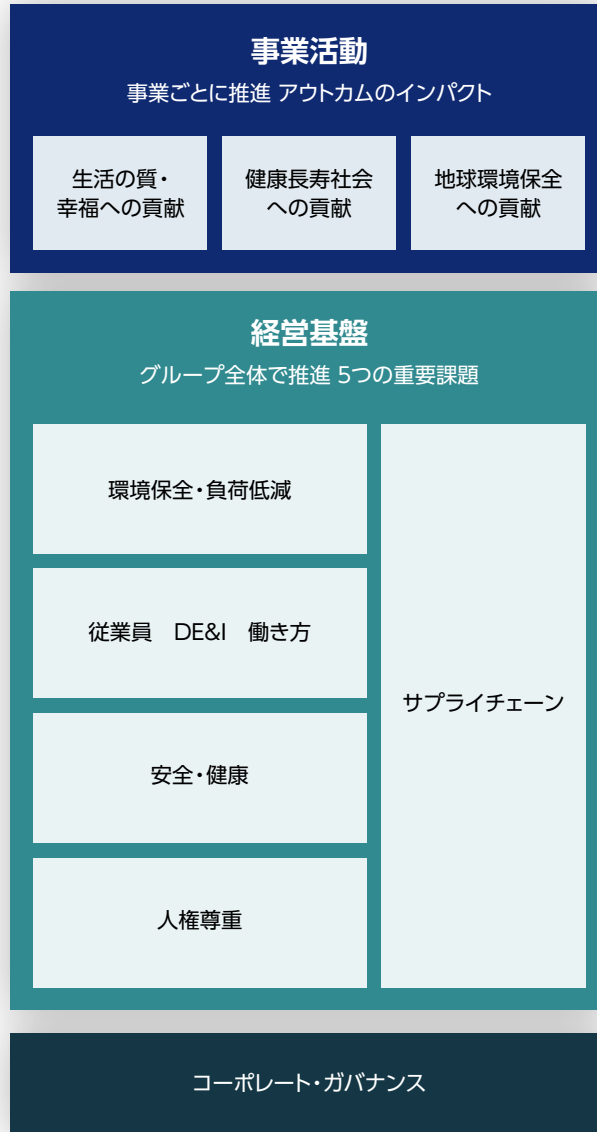 事業活動
事業ごとに推進 アウトカムのインパクト
生活の質・
幸福への貢献
健康長寿社会
への貢献
地球環境保全
への貢献
経営基盤
グループ全体で推進 5つの重要課題
環境保全・負荷低減
従業員　DE&I　働き方
安全・健康
人権尊重
サプライチェーン
コーポレート・ガバナンス